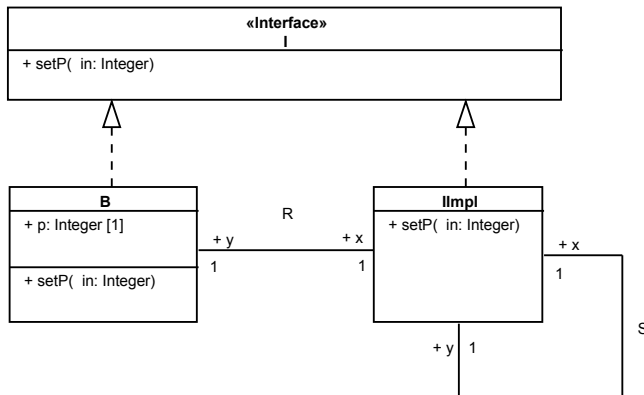 «Interface»
I
+ setP(  in: Integer)
B
+ p: Integer [1]
+ setP(  in: Integer)
R
+ y
1
+ x
1
IImpl
+ setP(  in: Integer)
+ x
1
S
+ y
1